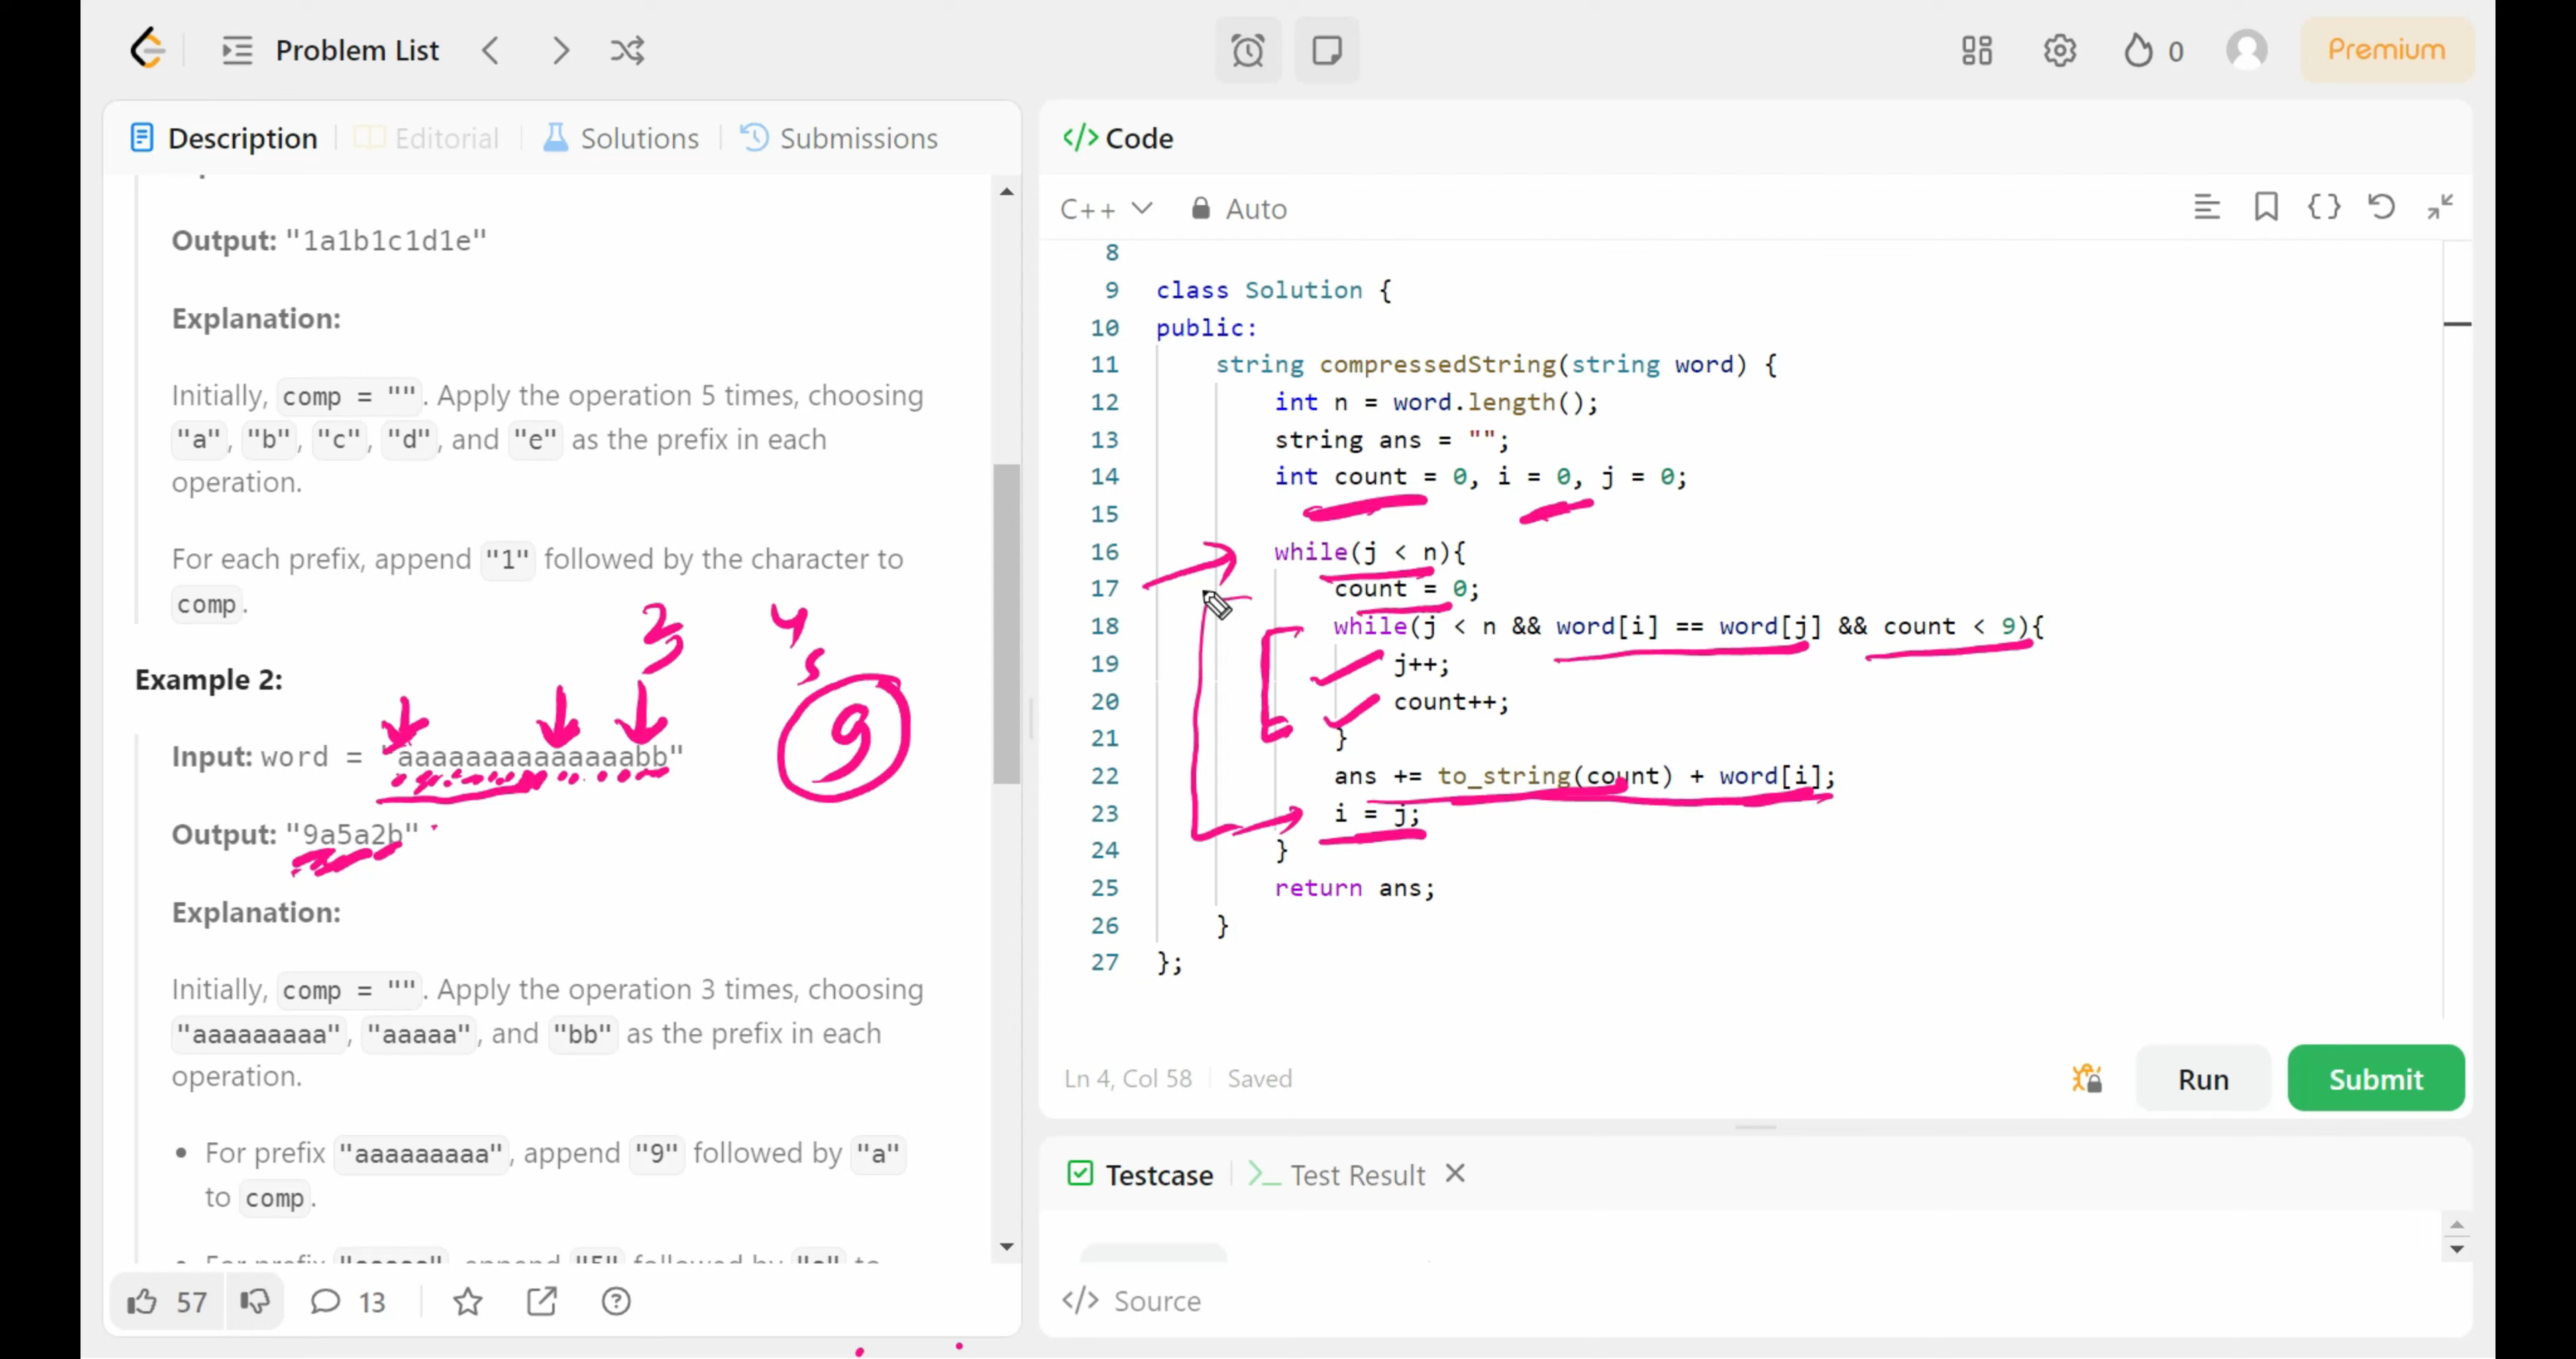 Problem List
0
Premium
Description
Editorial
Solutions
Submissions
Output: "1a1b1c1d1e"
Explanation:
Initially, comp = "". Apply the operation 5 times, choosing
"a", "b", "c", "d", and "e" as the prefix in each
operation.
For each prefix, append "1" followed by the character to
comp.
4
5
9
Example 2:
Input: word = "aaaaaaaaaaaaaabb"
Output: "9a5a2b"
Explanation:
Initially, comp = "". Apply the operation 3 times, choosing
"aaaaaaaaa", "aaaaa", and "bb" as the prefix in each
operation.
• For prefix "aaaaaaaaa", append "9" followed by "a"
to comp.
57
13
</> Code
C++
Auto
8
9 class Solution {
10 public:
11 string compressedString(string word) {
12 int n = word.length();
13 string ans = "";
14 int count = 0, i = 0, j = 0;
15
16 while(j < n){
17 count = 0;
18 while(j < n && word[i] == word[j] && count < 9){
19 j++;
20 count++;
21 }
22 ans += to_string(count) + word[i];
23 i = j;
24 }
25 return ans;
26 }
27 };
Ln 4, Col 58
Saved
Run
Submit
Testcase
Test Result
</> Source